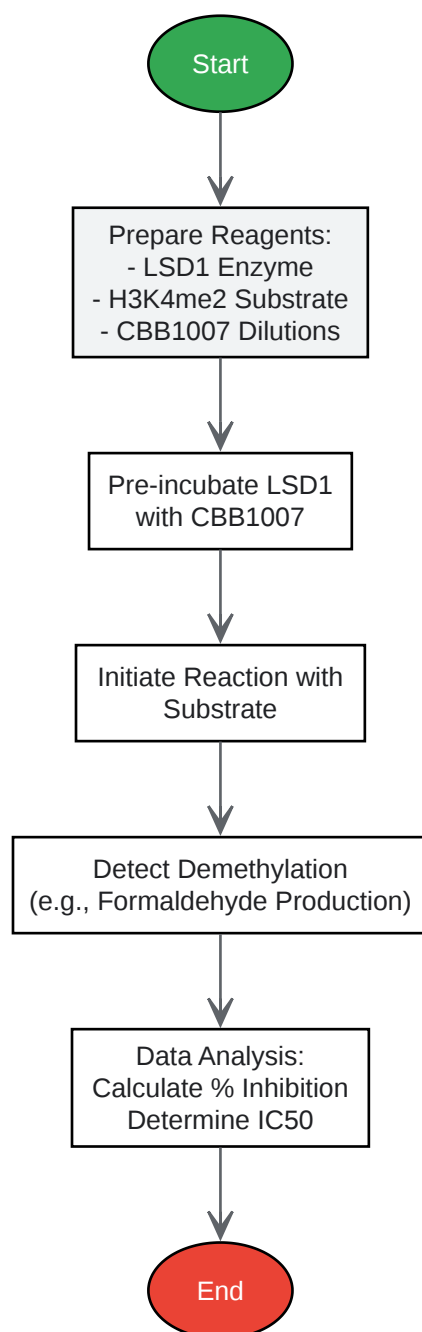 Start
Prepare Reagents:
- LSD1 Enzyme
- H3K4me2 Substrate
- CBB1007 Dilutions
Pre-incubate LSD1
with CBB1007
Initiate Reaction with
Substrate
Detect Demethylation
(e.g., Formaldehyde Production)
Data Analysis:
Calculate % Inhibition
Determine IC50
End